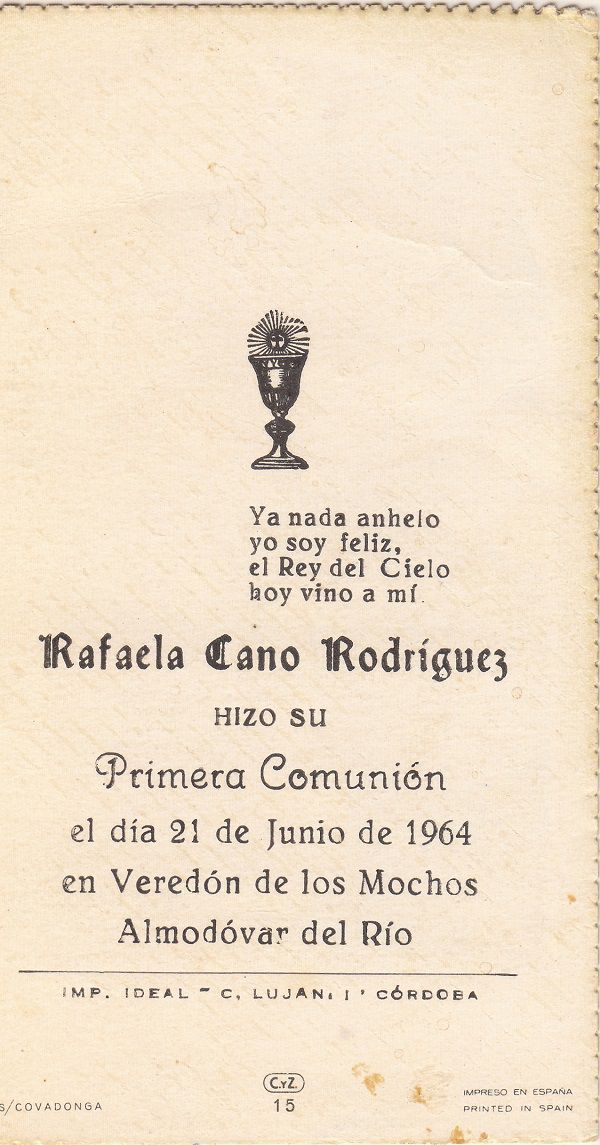 Ya nada anhelo
yo soy feliz,
el Rey del Cielo
hoy vino a mí.
Rafaela Cano Rodríguez
HIZO SU
Primera Comunión
el día 21 de Junio de 1964
en Veredón de los Mochos
Almodóvar del Río
IMP. IDEAL - C. LUJAN, 1 - CÓRDOBA
C.YZ.
15
S/COVADONGA
IMPRESO EN ESPAÑA
PRINTED IN SPAIN